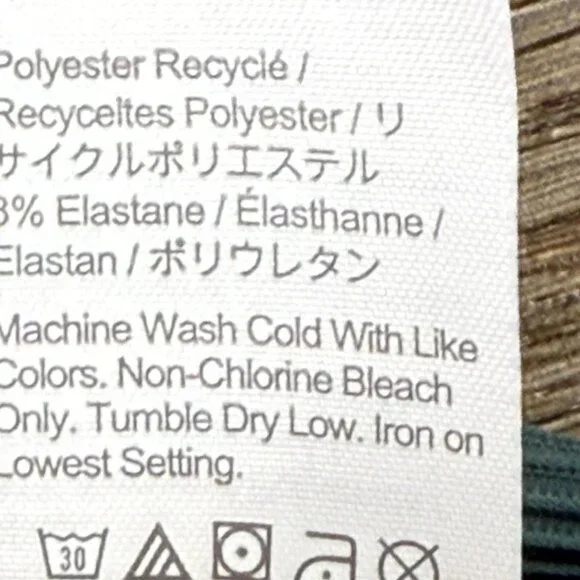 Polyester Recyclé /
Recyceltes Polyester / リ
サイクルポリエステル
8% Elastane / Élasthanne /
Elastan / ポリウレタン
Machine Wash Cold With Like
Colors. Non-Chlorine Bleach
Only. Tumble Dry Low. Iron on
Lowest Setting.
30